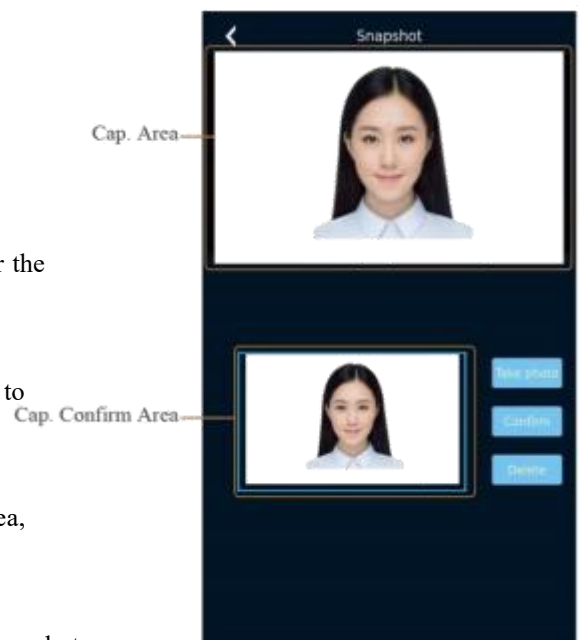 Snapshot
Cap. Area
r the
to
Cap. Confirm Area
ea,
Take photo
Confirm
Delete